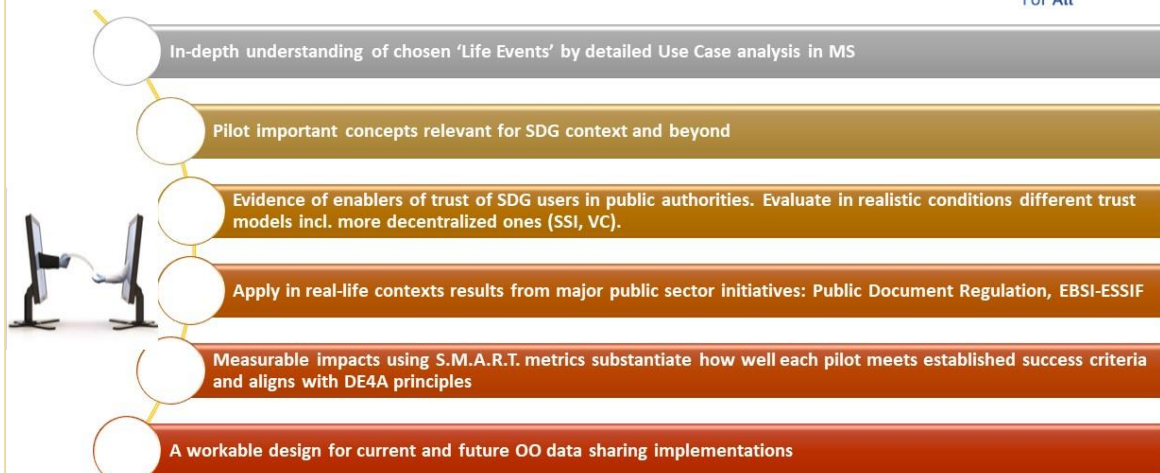 For All
In-depth understanding of chosen ‘Life Events’ by detailed Use Case analysis in MS
Pilot important concepts relevant for SDG context and beyond
Evidence of enablers of trust of SDG users in public authorities. Evaluate in realistic conditions different trust
models incl. more decentralized ones (SSI, VC).
Apply in real-life contexts results from major public sector initiatives: Public Document Regulation, EBSI-ESSIF
Measurable impacts using S.M.A.R.T. metrics substantiate how well each pilot meets established success criteria
and aligns with DE4A principles
A workable design for current and future OO data sharing implementations